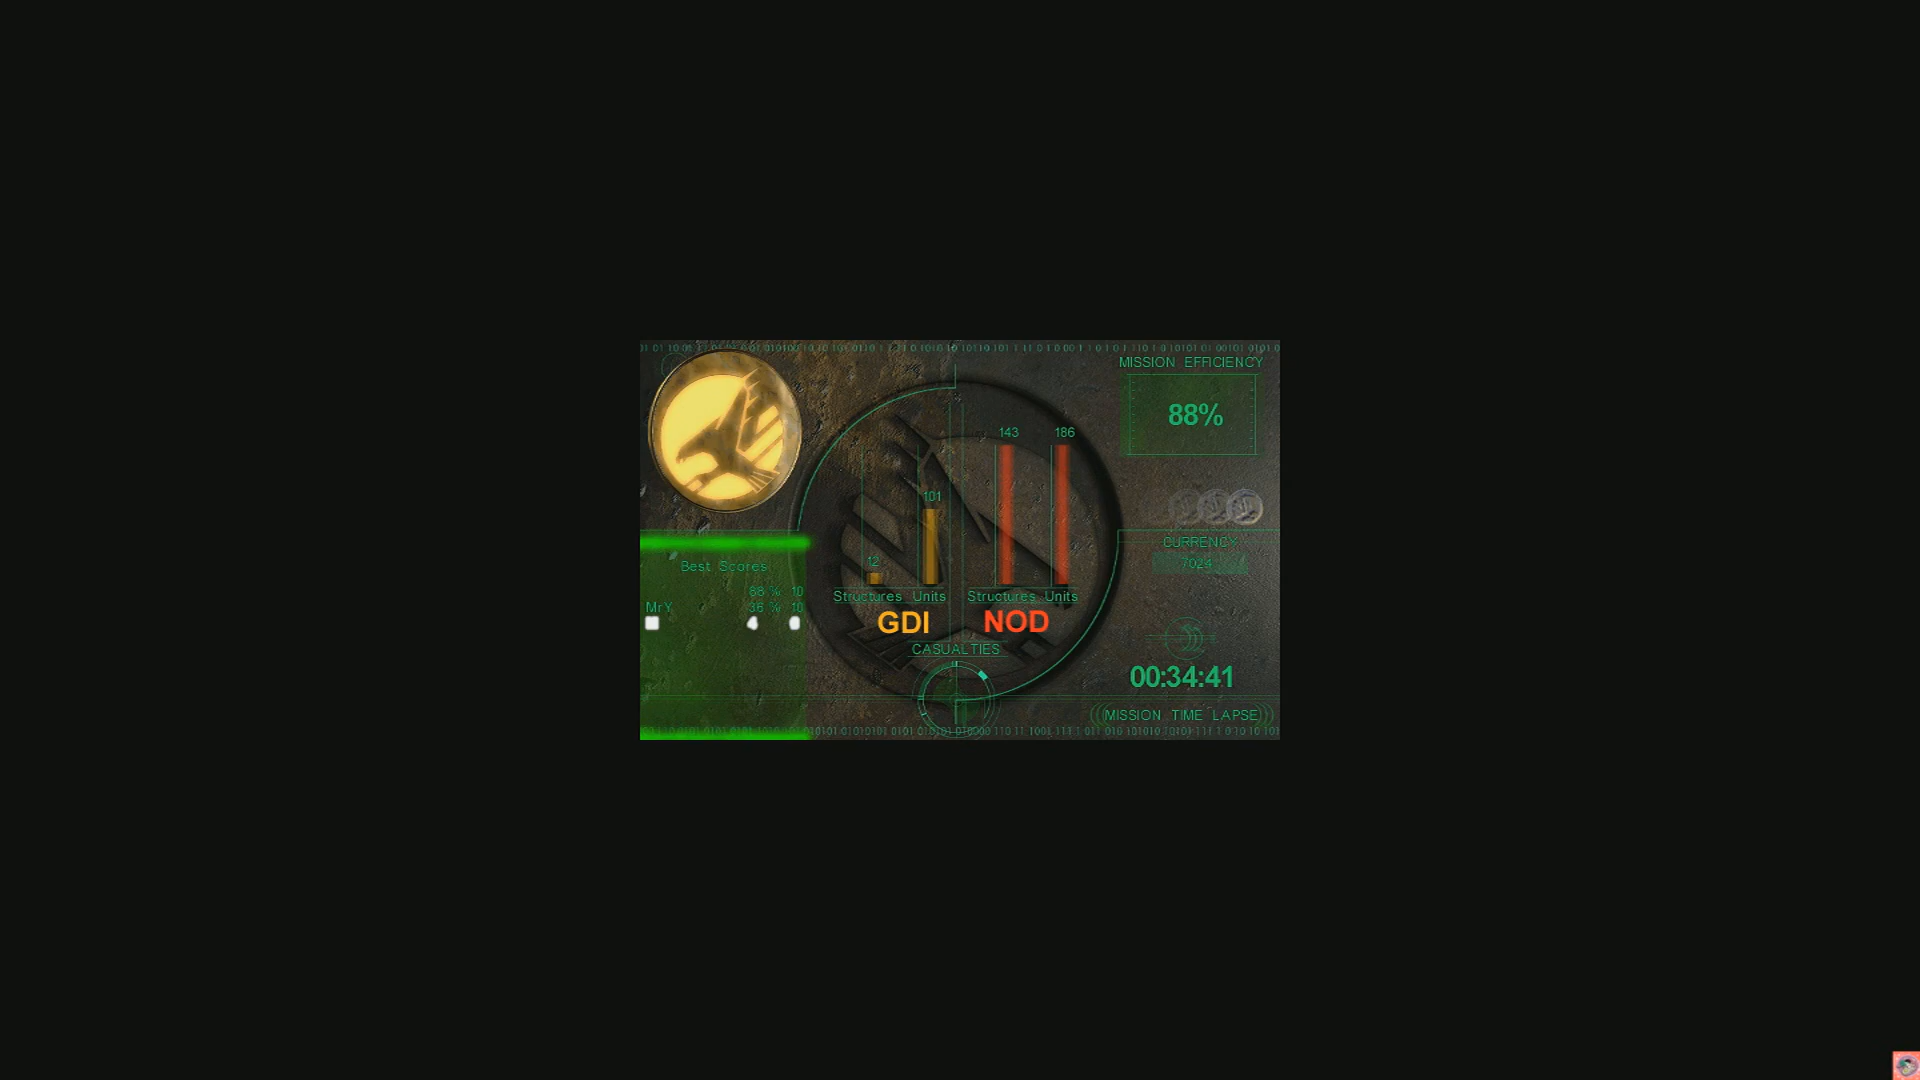 MISSION EFFICIENCY
88%
143 186
101
12
CURRENCY
7024
Best Scores
88 % 10
MrY 36 % 10
Structures Units Structures Units
GDI NOD
CASUALTIES
00:34:41
MISSION TIME LAPSE